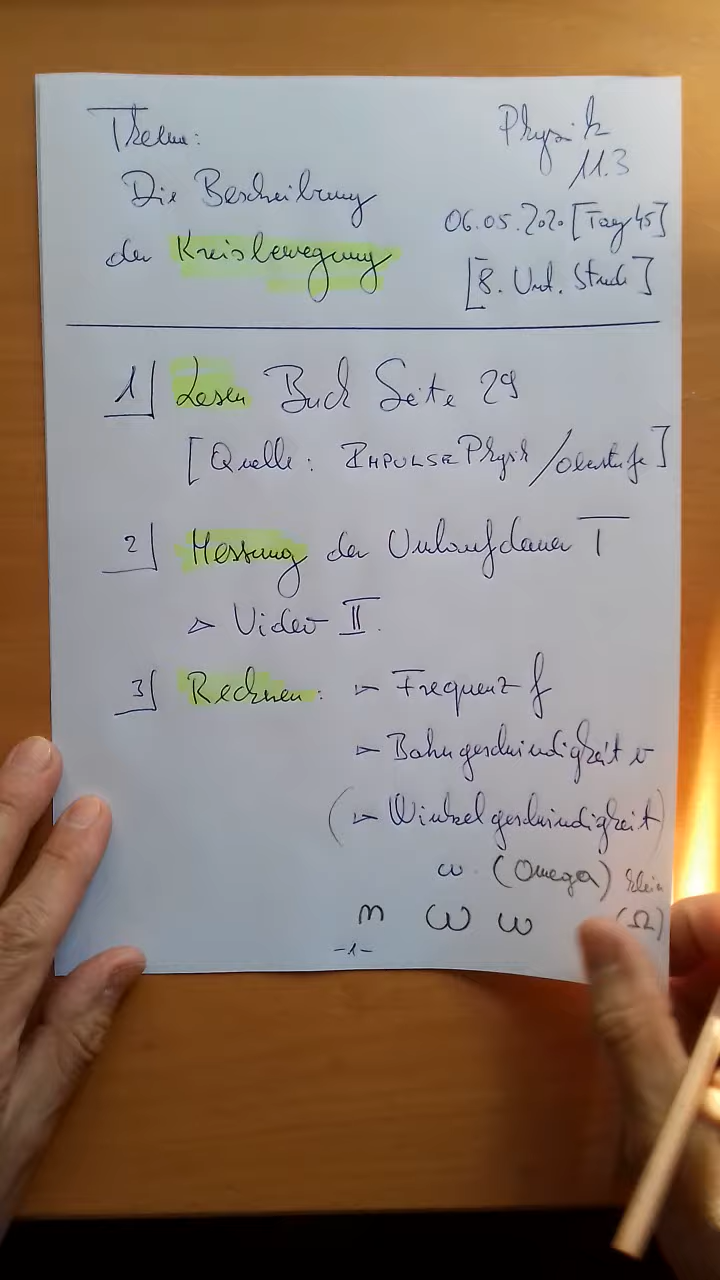 Thema:
Physik
11.3
Die Beschreibung
der Kreisbewegung
06.05.2020 [Tag 45]
[8. Unt. Stunde]
1 Lesen Buch Seite 29
[Quelle: IMPULSE Physik / Oberstufe]
2 Messung der Umlaufdauer T
▷ Video II.
3 Rechnen: ▷ Frequenz f
▷ Bahngeschwindigkeit v
(▷ Winkelgeschwindigkeit)
ω (Omega) klein
m ω ω (Ω)
-1-